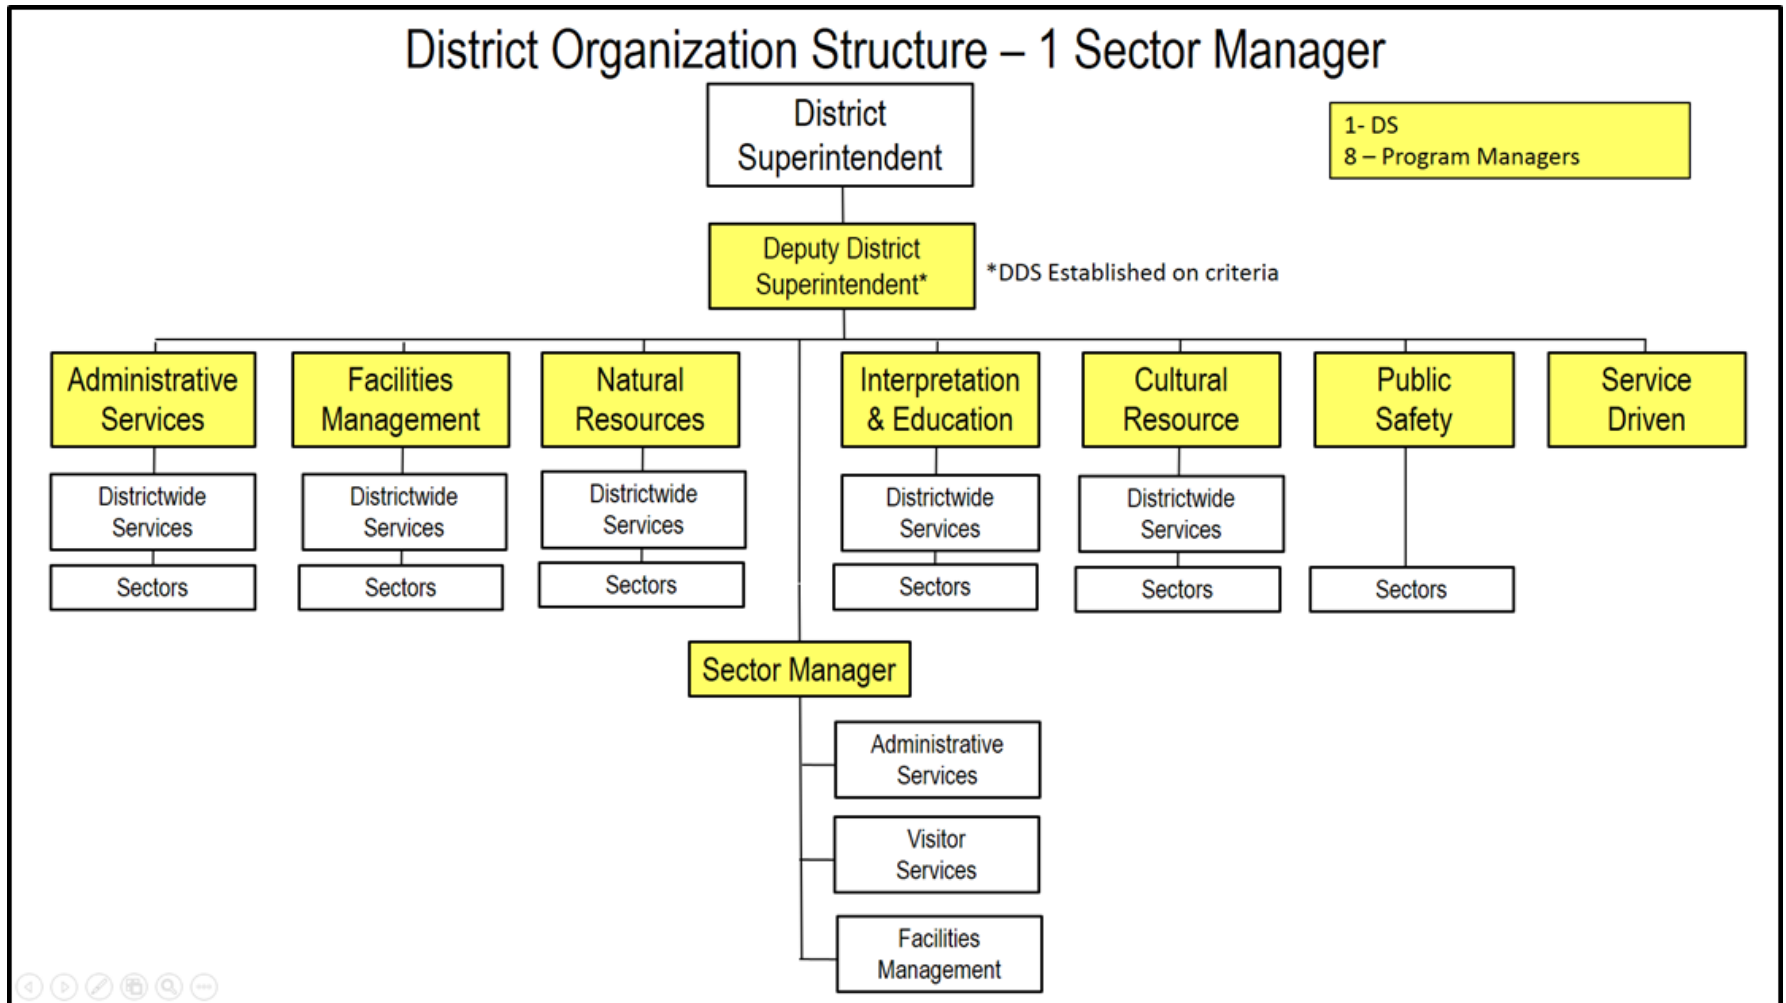 District Organization Structure – 1 Sector Manager
District
Superintendent
1- DS
8 – Program Managers
Deputy District
Superintendent*
*DDS Established on criteria
Administrative
Services
Facilities
Management
Natural
Resources
Interpretation
& Education
Cultural
Resource
Public
Safety
Service
Driven
Districtwide
Services
Districtwide
Services
Districtwide
Services
Districtwide
Services
Districtwide
Services
Sectors
Sectors
Sectors
Sectors
Sectors
Sectors
Sector Manager
Administrative
Services
Visitor
Services
Facilities
Management